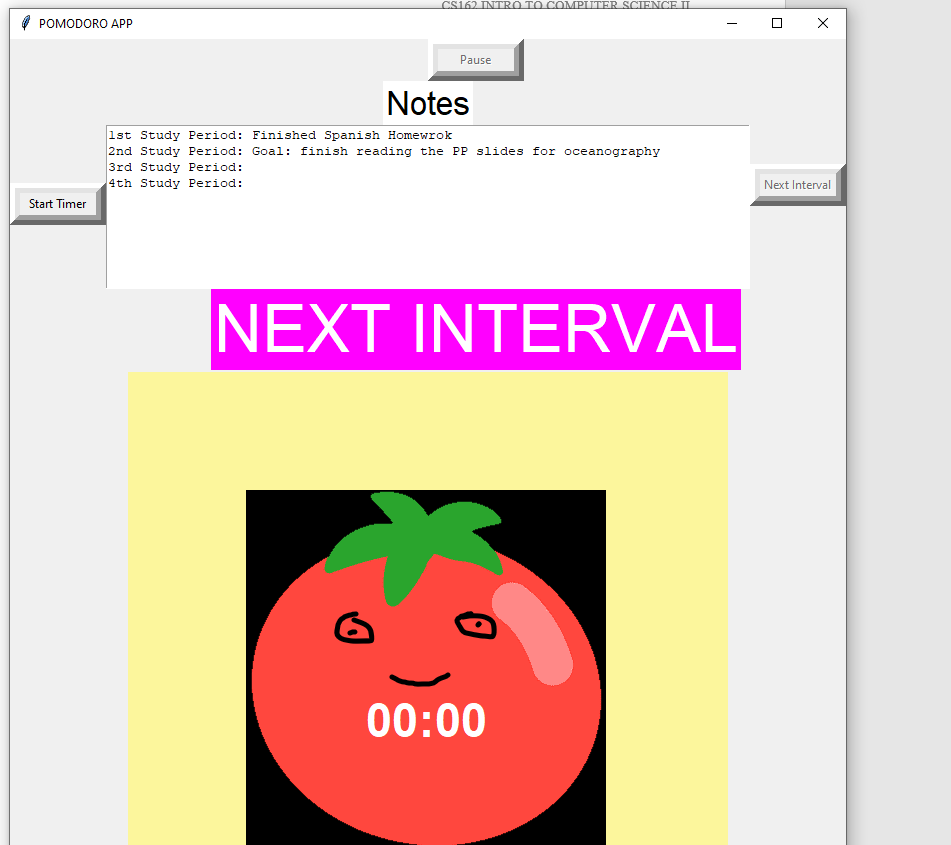 CS162 INTRO TO COMPUTER SCIENCE II
POMODORO APP
Pause
Notes
1st Study Period: Finished Spanish Homewrok
2nd Study Period: Goal: finish reading the PP slides for oceanography
3rd Study Period:
4th Study Period:
Start Timer
Next Interval
NEXT INTERVAL
00:00